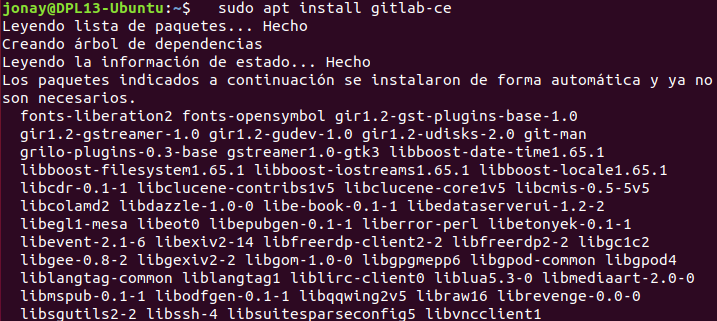 jonay@DPL13-Ubuntu:~$   sudo apt install gitlab-ce
Leyendo lista de paquetes... Hecho
Creando árbol de dependencias
Leyendo la información de estado... Hecho
Los paquetes indicados a continuación se instalaron de forma automática y ya no
son necesarios.
  fonts-liberation2 fonts-opensymbol gir1.2-gst-plugins-base-1.0
  gir1.2-gstreamer-1.0 gir1.2-gudev-1.0 gir1.2-udisks-2.0 git-man
  grilo-plugins-0.3-base gstreamer1.0-gtk3 libboost-date-time1.65.1
  libboost-filesystem1.65.1 libboost-iostreams1.65.1 libboost-locale1.65.1
  libcdr-0.1-1 libclucene-contribs1v5 libclucene-core1v5 libcmis-0.5-5v5
  libcolamd2 libdazzle-1.0-0 libe-book-0.1-1 libedataserverui-1.2-2
  libegl1-mesa libeot0 libepubgen-0.1-1 liberror-perl libetonyek-0.1-1
  libevent-2.1-6 libexiv2-14 libfreerdp-client2-2 libfreerdp2-2 libgc1c2
  libgee-0.8-2 libgexiv2-2 libgom-1.0-0 libgpgmepp6 libgpod-common libgpod4
  liblangtag-common liblangtag1 liblirc-client0 liblua5.3-0 libmediaart-2.0-0
  libmspub-0.1-1 libodfgen-0.1-1 libqqwing2v5 libraw16 librevenge-0.0-0
  libsgutils2-2 libssh-4 libsuitesparseconfig5 libvncclient1